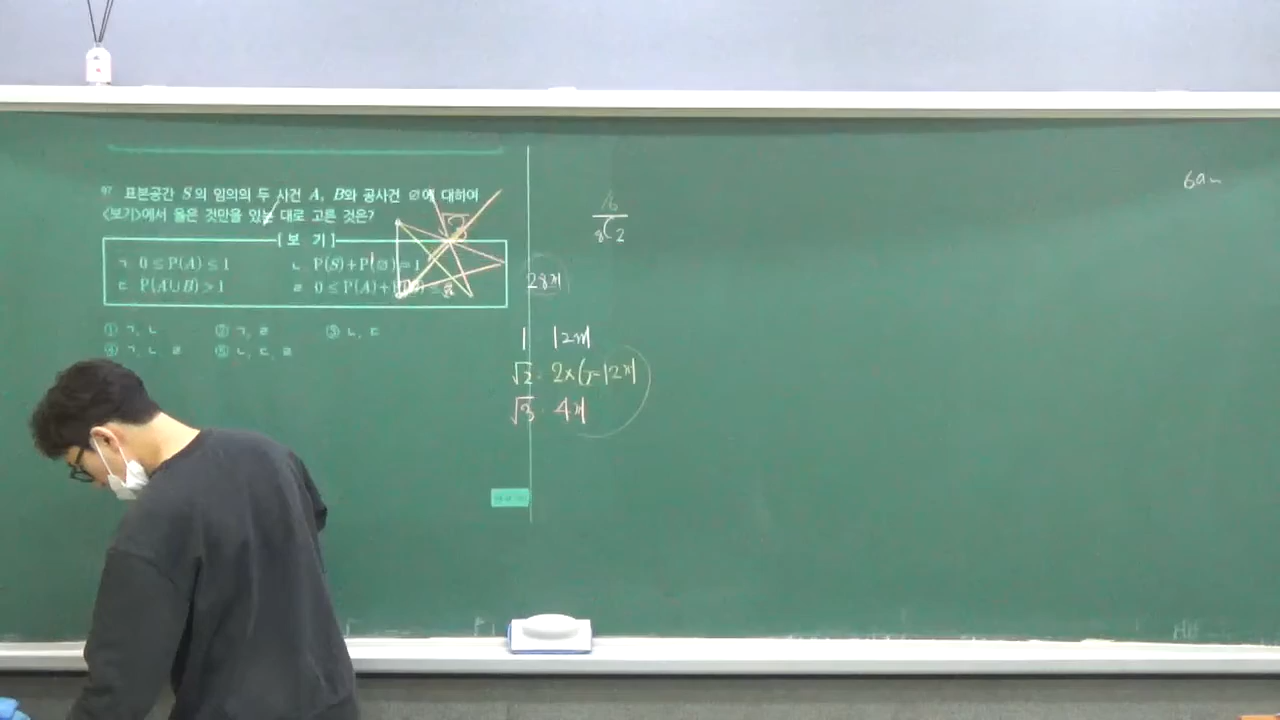 97 표본공간 S의 임의의 두 사건 A, B와 공사건 ∅에 대하여
<보기>에서 옳은 것만을 있는 대로 고른 것은?
[보 기]
ㄱ. 0 ≤ P(A) ≤ 1 ㄴ. P(S)+P(∅)=1
ㄷ. P(A∪B)>1 ㄹ. 0 ≤ P(A)+
① ㄱ, ㄴ ② ㄱ, ㄹ ③ ㄴ, ㄷ
④ ㄱ, ㄴ, ㄹ ⑤ ㄴ, ㄷ, ㄹ
16
₈C₂
28개
1 12개
√2 · 2×6=12개
√3 · 4개